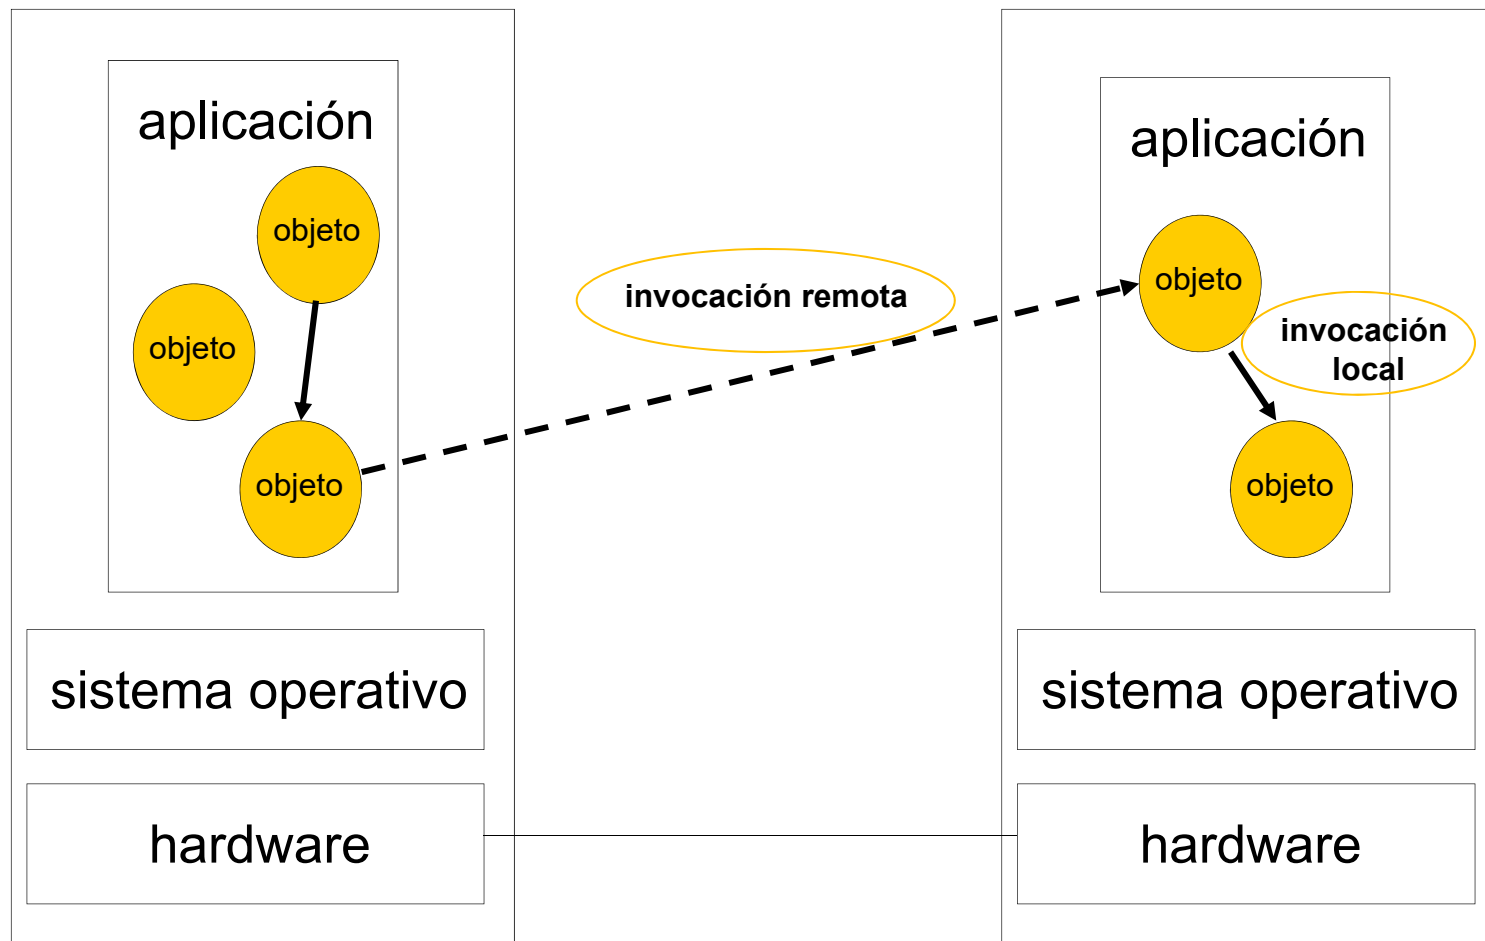 aplicación
objeto
objeto
objeto
sistema operativo
hardware
invocación remota
aplicación
objeto
invocación
local
objeto
sistema operativo
hardware